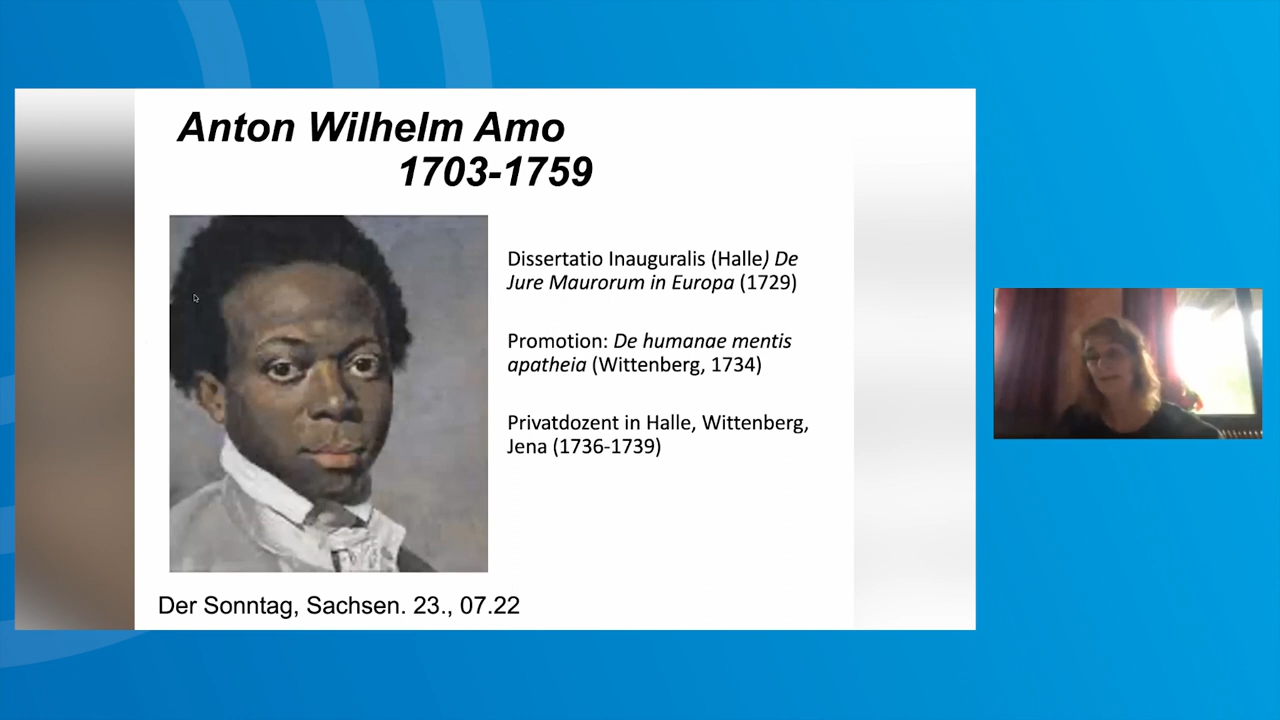 Anton Wilhelm Amo
1703-1759
Dissertatio Inauguralis (Halle) De
Jure Maurorum in Europa (1729)
Promotion: De humanae mentis
apatheia (Wittenberg, 1734)
Privatdozent in Halle, Wittenberg,
Jena (1736-1739)
Der Sonntag, Sachsen. 23., 07.22